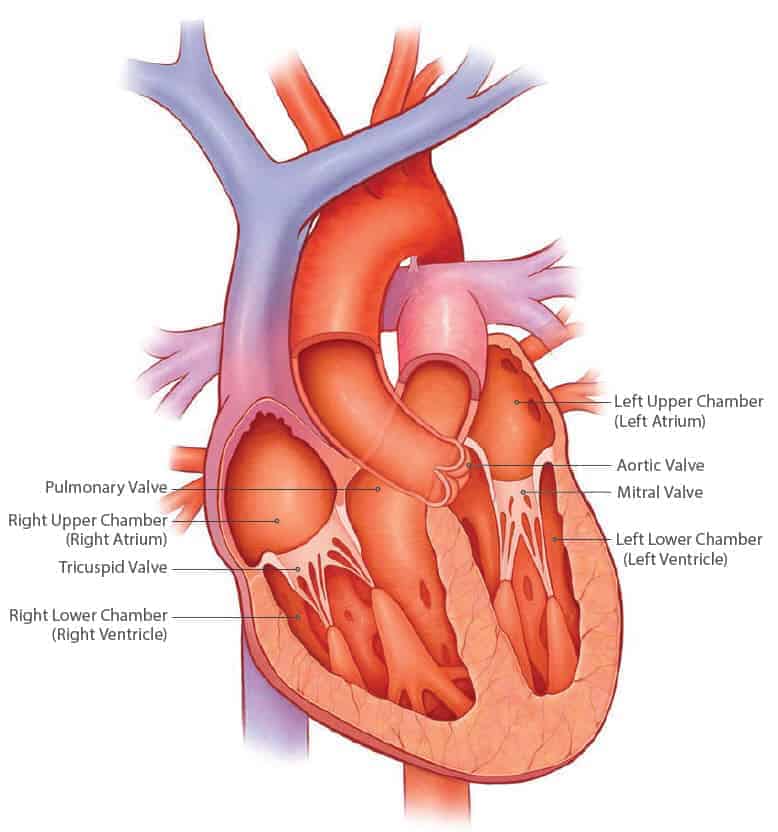 Left Upper Chamber
(Left Atrium)
Aortic Valve
Pulmonary Valve
Mitral Valve
Right Upper Chamber
(Right Atrium)
Left Lower Chamber
(Left Ventricle)
Tricuspid Valve
Right Lower Chamber
(Right Ventricle)